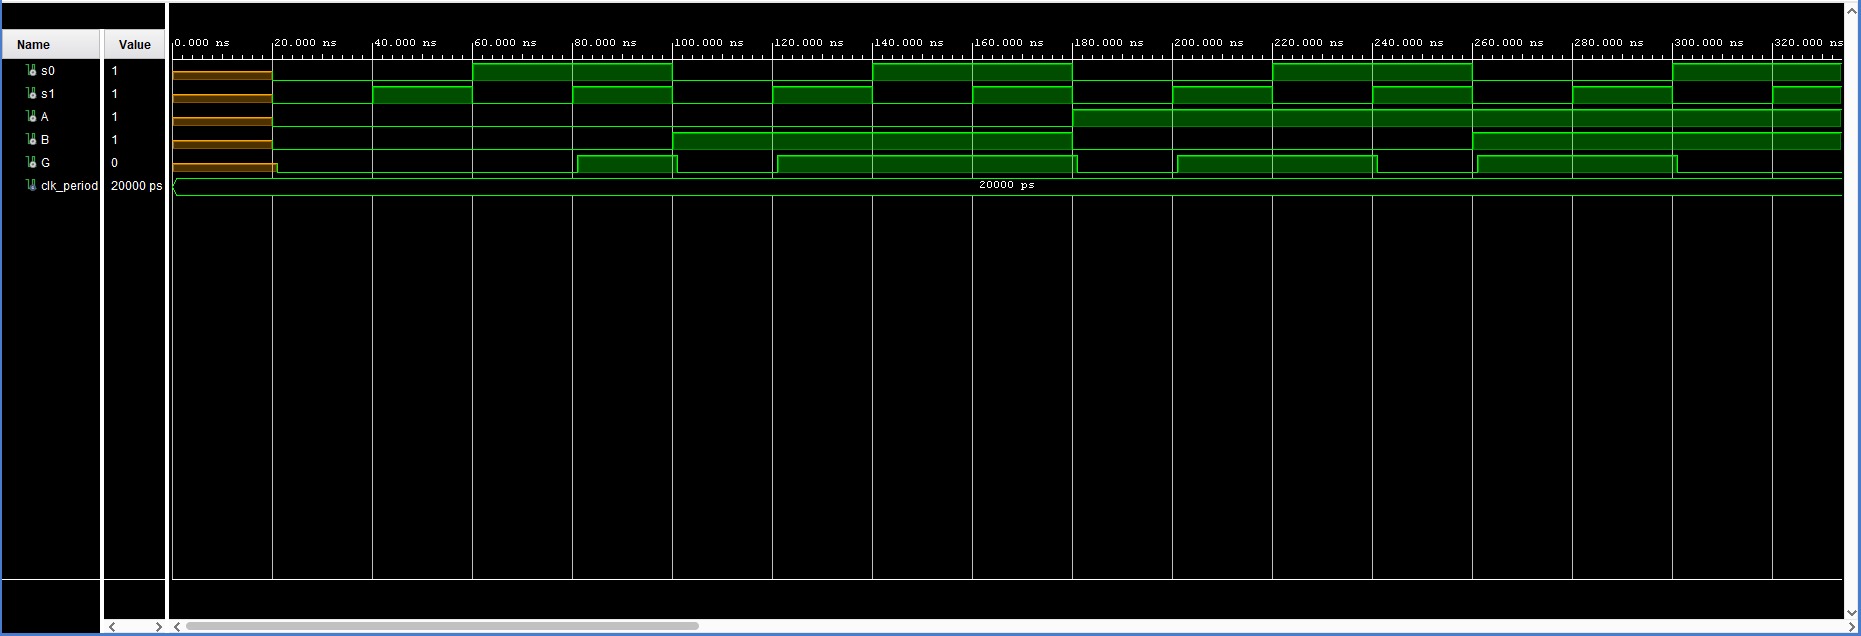 0.000 ns 20.000 ns 40.000 ns 60.000 ns 80.000 ns 100.000 ns 120.000 ns 140.000 ns 160.000 ns 180.000 ns 200.000 ns 220.000 ns 240.000 ns 260.000 ns 280.000 ns 300.000 ns 320.000 ns
Name Value
s0 1
s1 1
A 1
B 1
G 0
clk_period 20000 ps 20000 ps